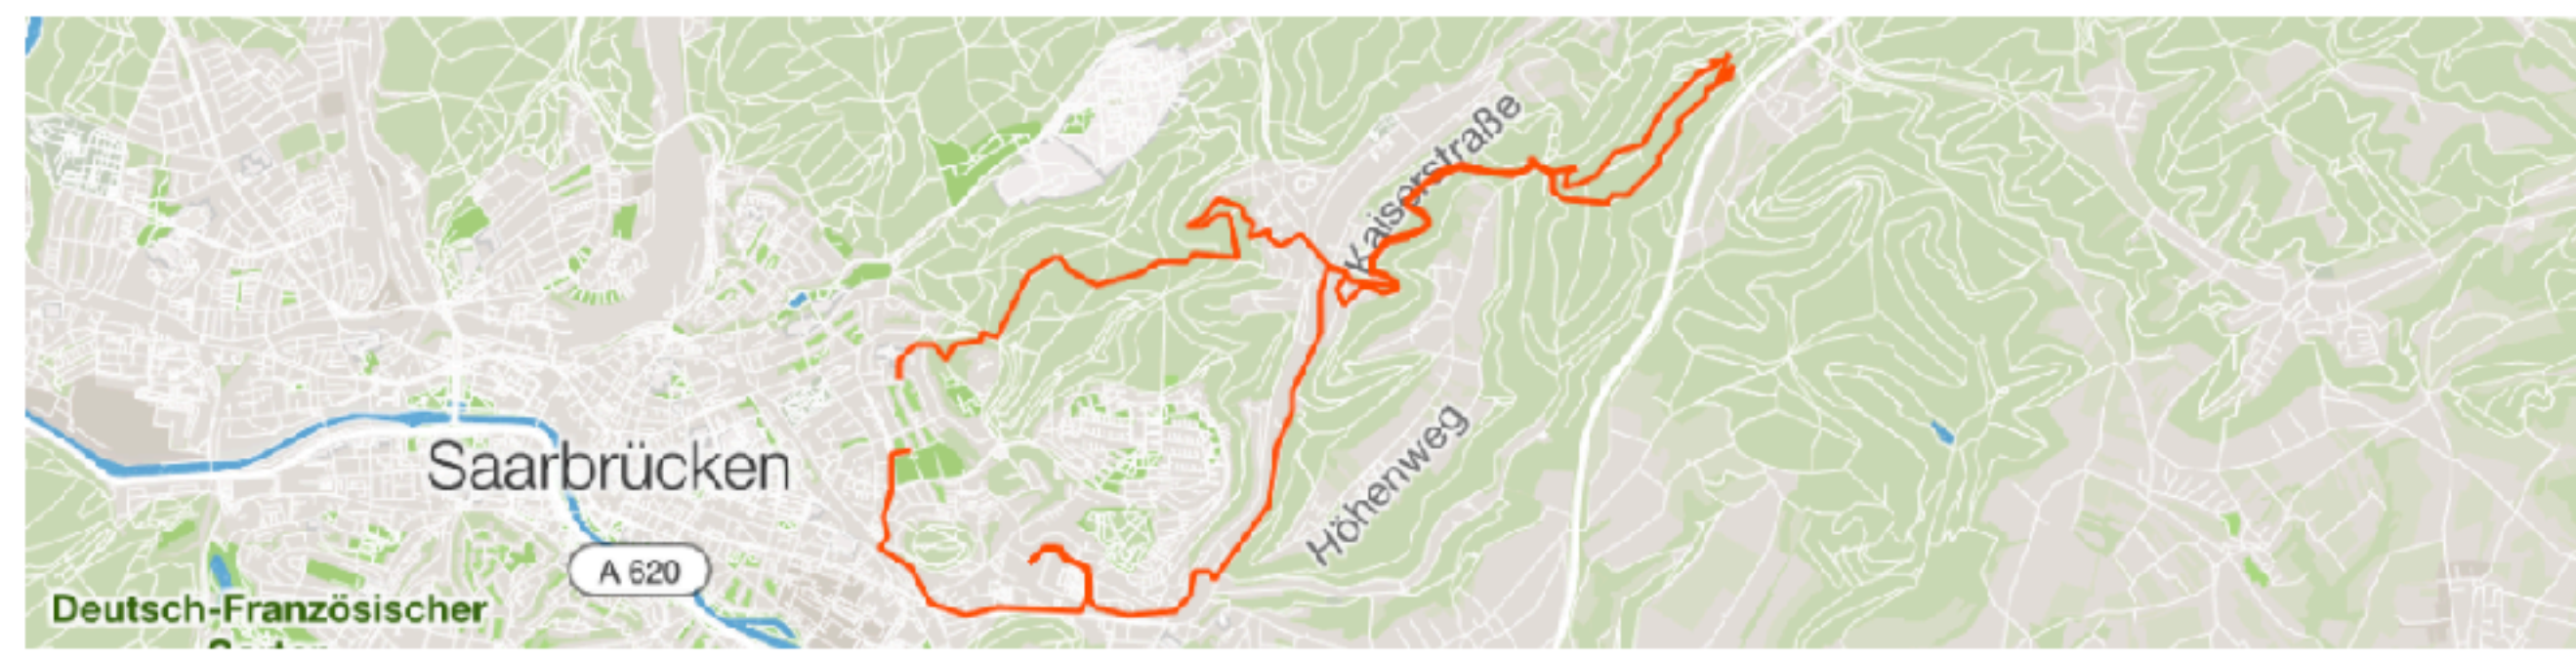 Kaiserstraße
Saarbrücken
Höhenweg
A 620
Deutsch-Französischer